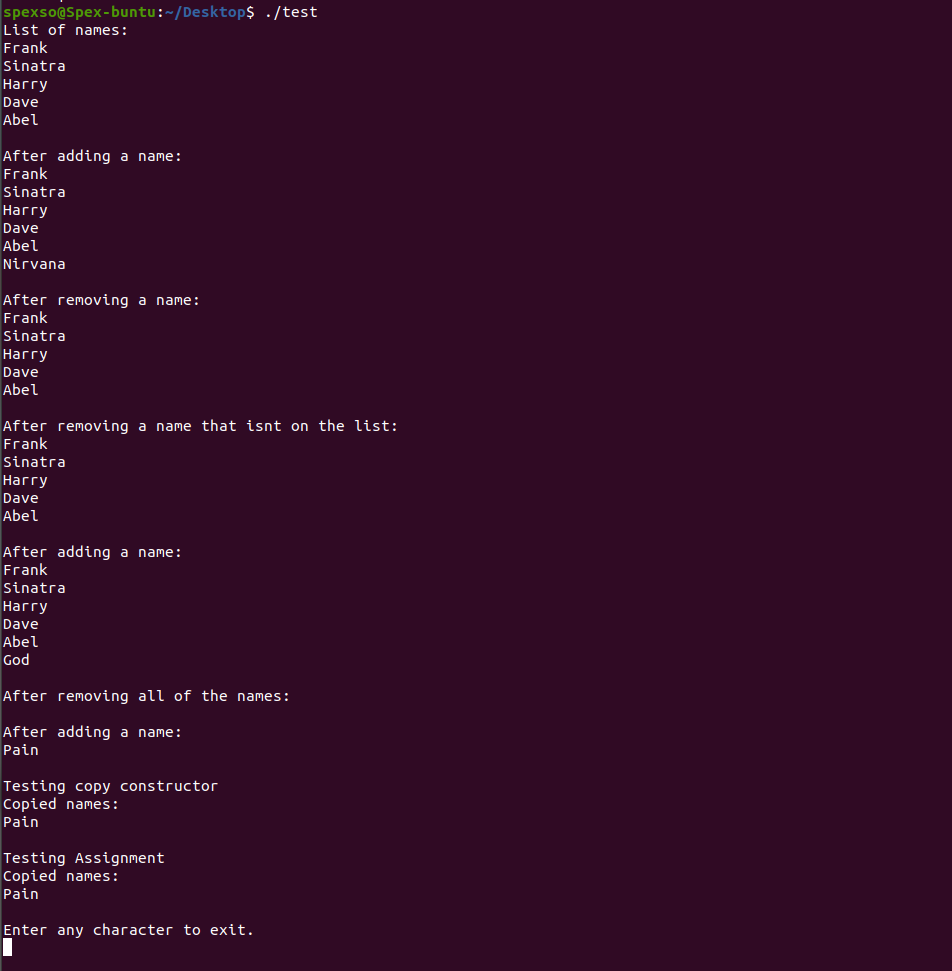 spexso@Spex-buntu:~/Desktop$ ./test
List of names:
Frank
Sinatra
Harry
Dave
Abel
After adding a name:
Frank
Sinatra
Harry
Dave
Abel
Nirvana
After removing a name:
Frank
Sinatra
Harry
Dave
Abel
After removing a name that isnt on the list:
Frank
Sinatra
Harry
Dave
Abel
After adding a name:
Frank
Sinatra
Harry
Dave
Abel
God
After removing all of the names:
After adding a name:
Pain
Testing copy constructor
Copied names:
Pain
Testing Assignment
Copied names:
Pain
Enter any character to exit.